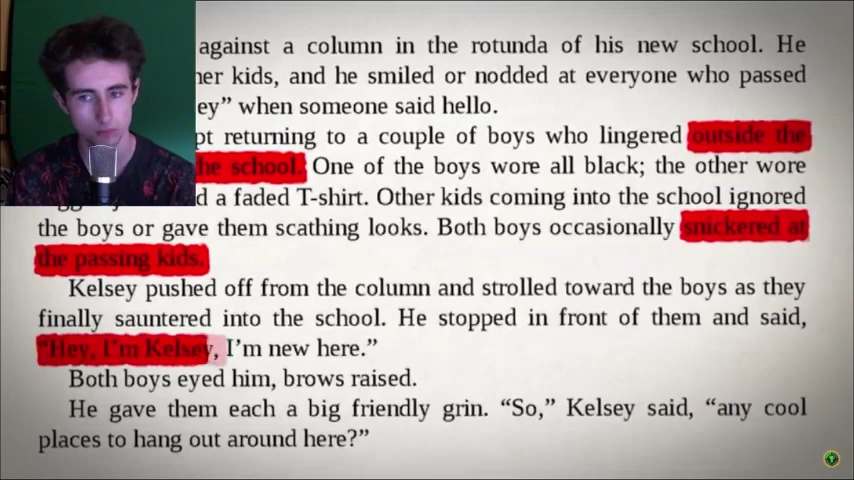 against a column in the rotunda of his new school. He
her kids, and he smiled or nodded at everyone who passed
ey” when someone said hello.
pt returning to a couple of boys who lingered outside the
he school. One of the boys wore all black; the other wore
d a faded T-shirt. Other kids coming into the school ignored
the boys or gave them scathing looks. Both boys occasionally snickered at
the passing kids.
Kelsey pushed off from the column and strolled toward the boys as they
finally sauntered into the school. He stopped in front of them and said,
“Hey, I’m Kelsey, I’m new here.”
Both boys eyed him, brows raised.
He gave them each a big friendly grin. “So,” Kelsey said, “any cool
places to hang out around here?”